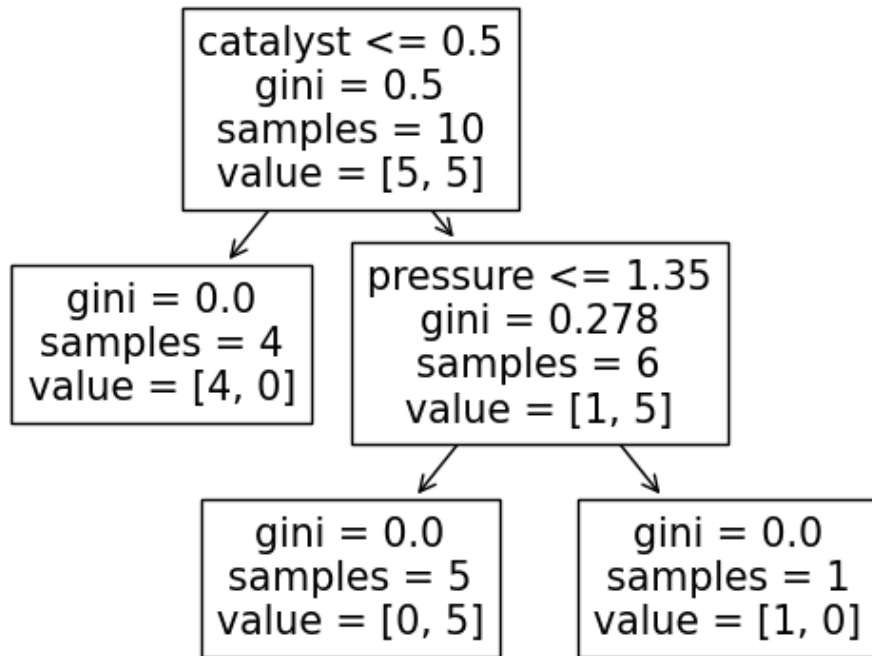 catalyst <= 0.5
gini = 0.5
samples = 10
value = [5, 5]
gini = 0.0
samples = 4
value = [4, 0]
pressure <= 1.35
gini = 0.278
samples = 6
value = [1, 5]
gini = 0.0
samples = 5
value = [0, 5]
gini = 0.0
samples = 1
value = [1, 0]